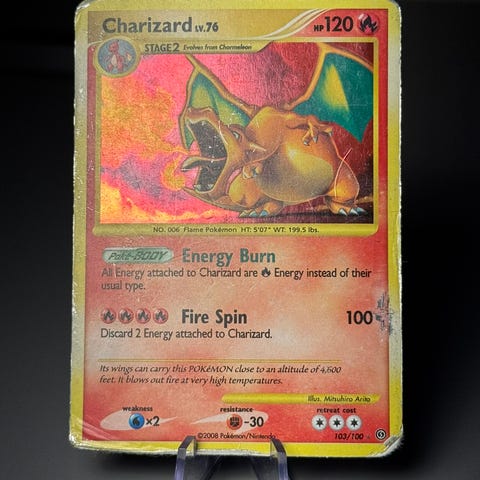 Charizard LV.76 HP 120
STAGE 2 Evolves from Charmeleon
NO. 006 Flame Pokémon HT: 5'07" WT: 199.5 lbs.
Poké-BODY Energy Burn
All Energy attached to Charizard are Energy instead of their
usual type.
Fire Spin 100
Discard 2 Energy attached to Charizard.
Its wings can carry this POKéMON close to an altitude of 4,600
feet. It blows out fire at very high temperatures.
Illus. Mitsuhiro Arita
weakness resistance retreat cost
×2 -30
©2008 Pokémon/Nintendo 103/100